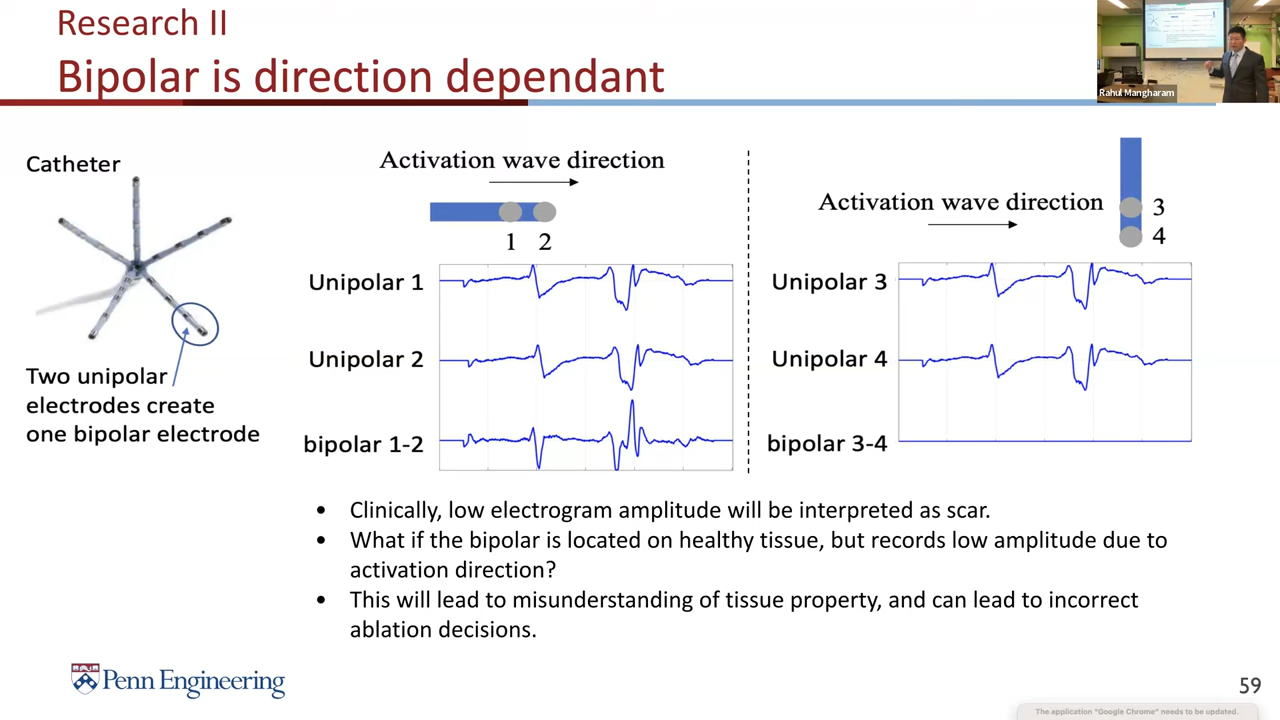 Research II
Bipolar is direction dependant
Rahul Mangharam
Catheter
Two unipolar
electrodes create
one bipolar electrode
Activation wave direction
1 2
Unipolar 1
Unipolar 2
bipolar 1-2
Activation wave direction
3
4
Unipolar 3
Unipolar 4
bipolar 3-4
• Clinically, low electrogram amplitude will be interpreted as scar.
• What if the bipolar is located on healthy tissue, but records low amplitude due to
activation direction?
• This will lead to misunderstanding of tissue property, and can lead to incorrect
ablation decisions.
Penn Engineering
59
The application "Google Chrome" needs to be updated.